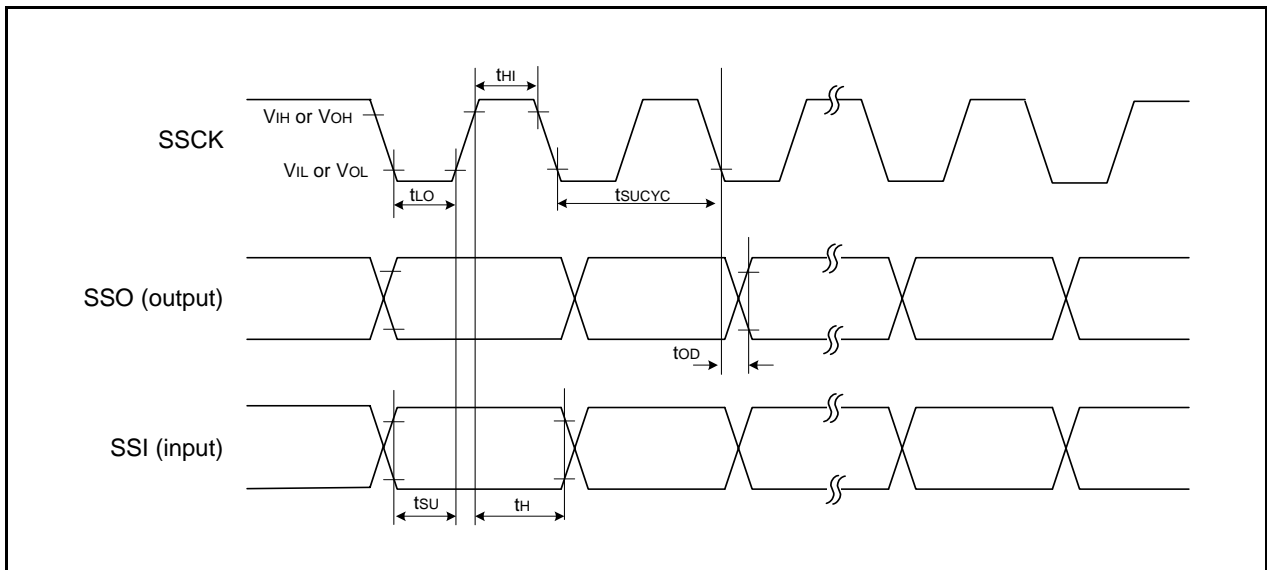 tHI
VIH or VOH
SSCK
VIL or VOL
tLO
tSUCYC
SSO (output)
tOD
SSI (input)
tSU
tH